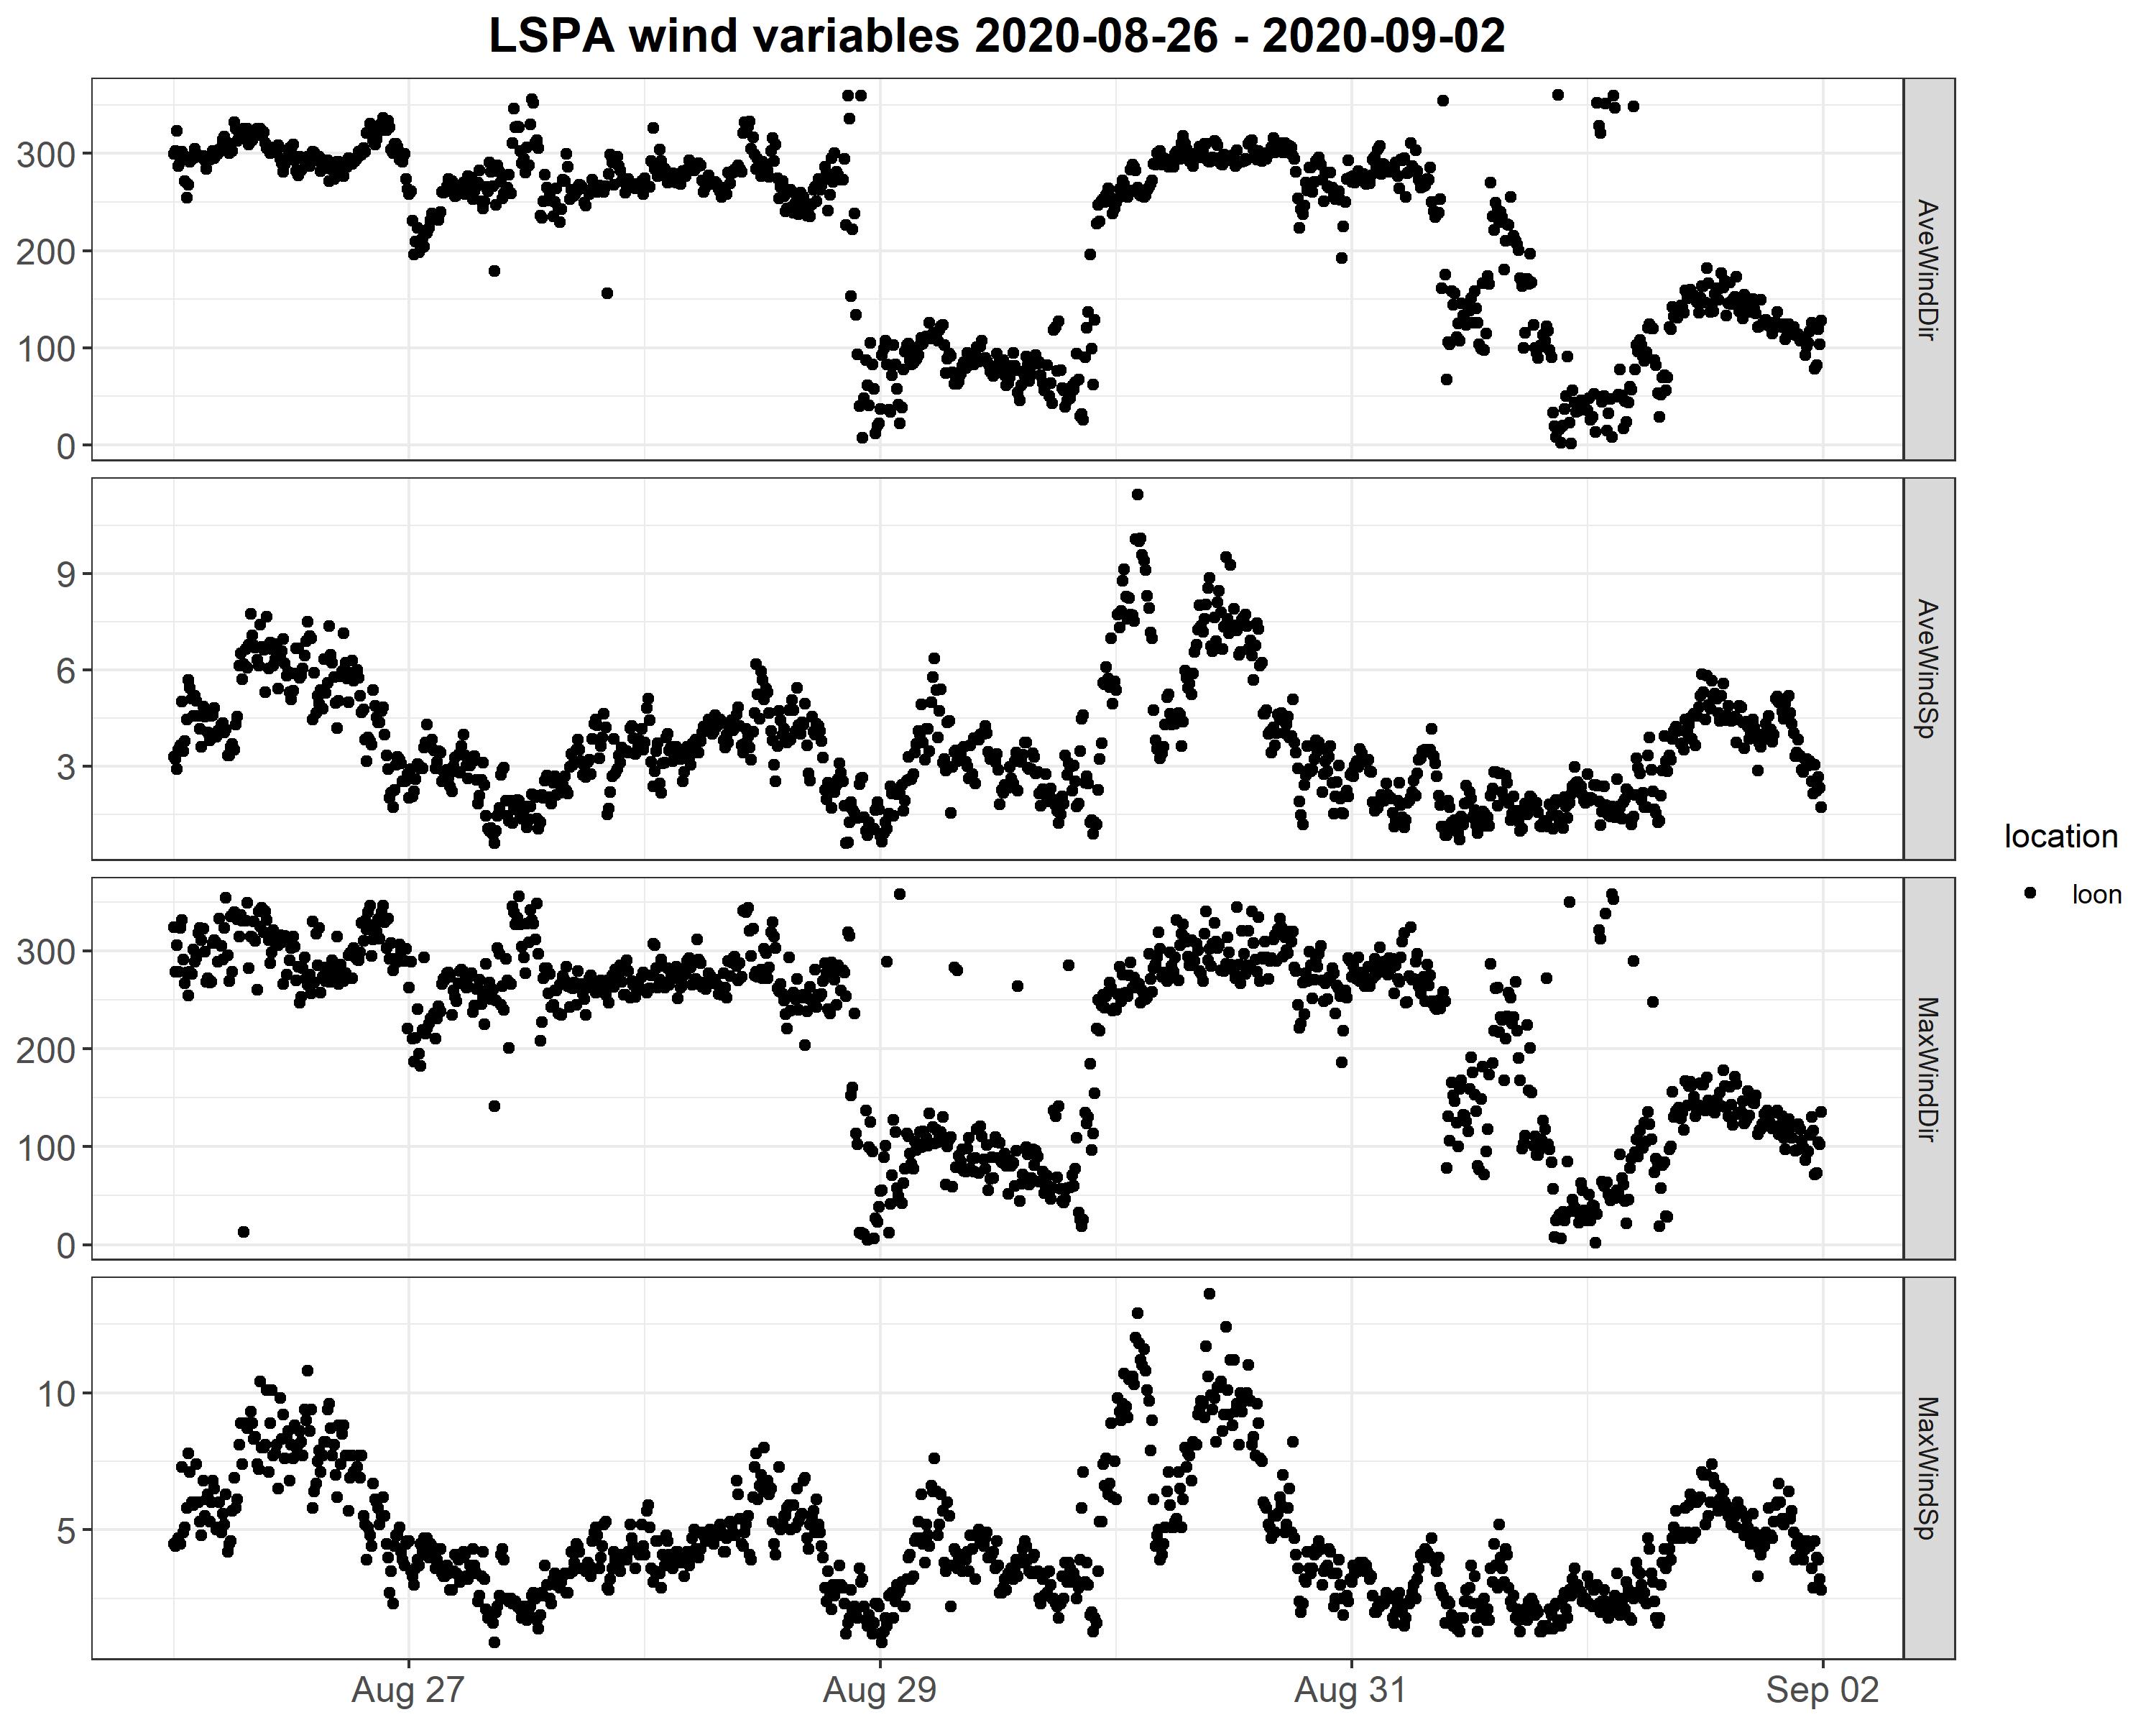 LSPA wind variables 2020-08-26 - 2020-09-02
300
200
100
0
AveWindDir
9
6
3
AveWindSp
300
200
100
0
MaxWindDir
10
5
MaxWindSp
Aug 27 Aug 29 Aug 31 Sep 02
location
loon